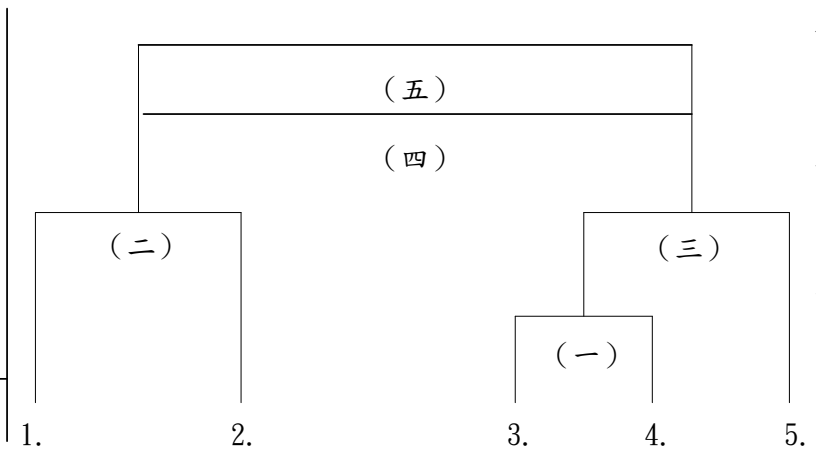 （五）
（四）
（二） （三）
（一）
1. 2. 3. 4. 5.